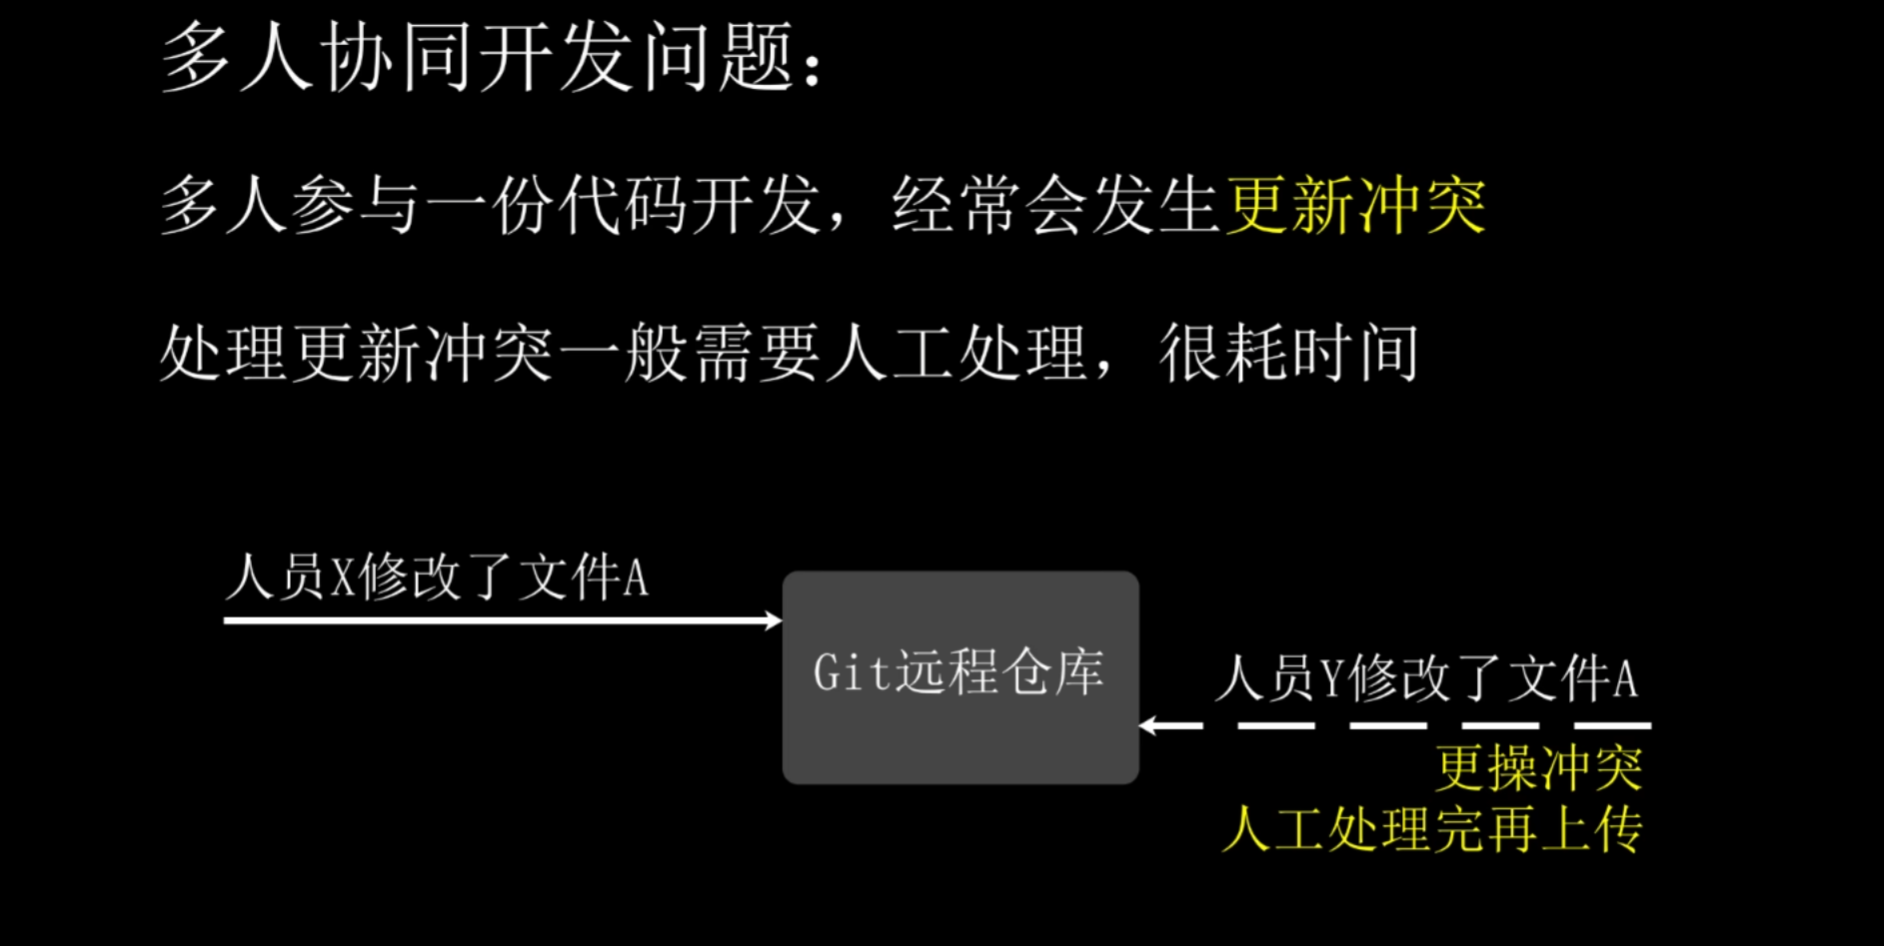 多人协同开发问题：
多人参与一份代码开发，经常会发生更新冲突
处理更新冲突一般需要人工处理，很耗时间
人员X修改了文件A
Git远程仓库
人员Y修改了文件A
更操冲突
人工处理完再上传